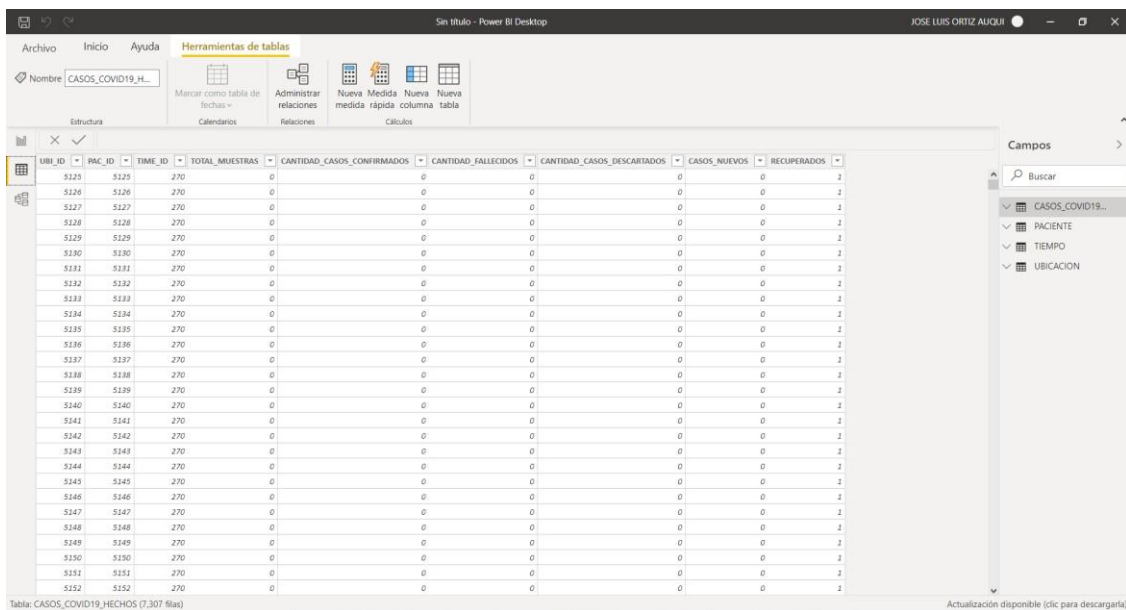 Sin título - Power BI Desktop
JOSE LUIS ORTIZ AUQUI
Archivo Inicio Ayuda Herramientas de tablas
Nombre CASOS_COVID19_H...
Marcar como tabla de fechas
Administrar relaciones
Nueva medida
Medida rápida
Nueva columna
Nueva tabla
Estructura Calendarios Relaciones Cálculos
UBI_ID PAC_ID TIME_ID TOTAL_MUESTRAS CANTIDAD_CASOS_CONFIRMADOS CANTIDAD_FALLECIDOS CANTIDAD_CASOS_DESCARTADOS CASOS_NUEVOS RECUPERADOS
5125 5125 270 0 0 0 0 0 1
5126 5126 270 0 0 0 0 0 1
5127 5127 270 0 0 0 0 0 1
5128 5128 270 0 0 0 0 0 1
5129 5129 270 0 0 0 0 0 1
5130 5130 270 0 0 0 0 0 1
5131 5131 270 0 0 0 0 0 1
5132 5132 270 0 0 0 0 0 1
5133 5133 270 0 0 0 0 0 1
5134 5134 270 0 0 0 0 0 1
5135 5135 270 0 0 0 0 0 1
5136 5136 270 0 0 0 0 0 1
5137 5137 270 0 0 0 0 0 1
5138 5138 270 0 0 0 0 0 1
5139 5139 270 0 0 0 0 0 1
5140 5140 270 0 0 0 0 0 1
5141 5141 270 0 0 0 0 0 1
5142 5142 270 0 0 0 0 0 1
5143 5143 270 0 0 0 0 0 1
5144 5144 270 0 0 0 0 0 1
5145 5145 270 0 0 0 0 0 1
5146 5146 270 0 0 0 0 0 1
5147 5147 270 0 0 0 0 0 1
5148 5148 270 0 0 0 0 0 1
5149 5149 270 0 0 0 0 0 1
5150 5150 270 0 0 0 0 0 1
5151 5151 270 0 0 0 0 0 1
5152 5152 270 0 0 0 0 0 1
Campos
Buscar
CASOS_COVID19...
PACIENTE
TIEMPO
UBICACION
Tabla: CASOS_COVID19_HECHOS (7,307 filas)
Actualización disponible (clic para descargarla)